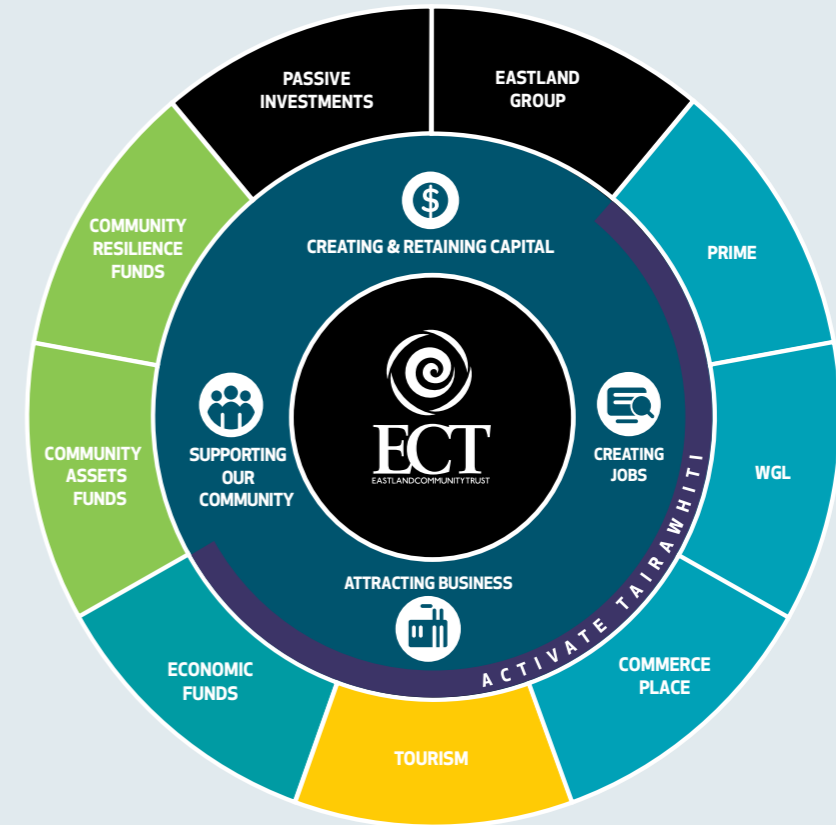 PASSIVE
INVESTMENTS
EASTLAND
GROUP
COMMUNITY
RESILIENCE
FUNDS
$
CREATING & RETAINING CAPITAL
PRIME
ECT
EASTLANDCOMMUNITYTRUST
COMMUNITY
ASSETS
FUNDS
SUPPORTING
OUR
COMMUNITY
CREATING
JOBS
WGL
ATTRACTING BUSINESS
ACTIVATE TAIRAWHITI
ECONOMIC
FUNDS
COMMERCE
PLACE
TOURISM